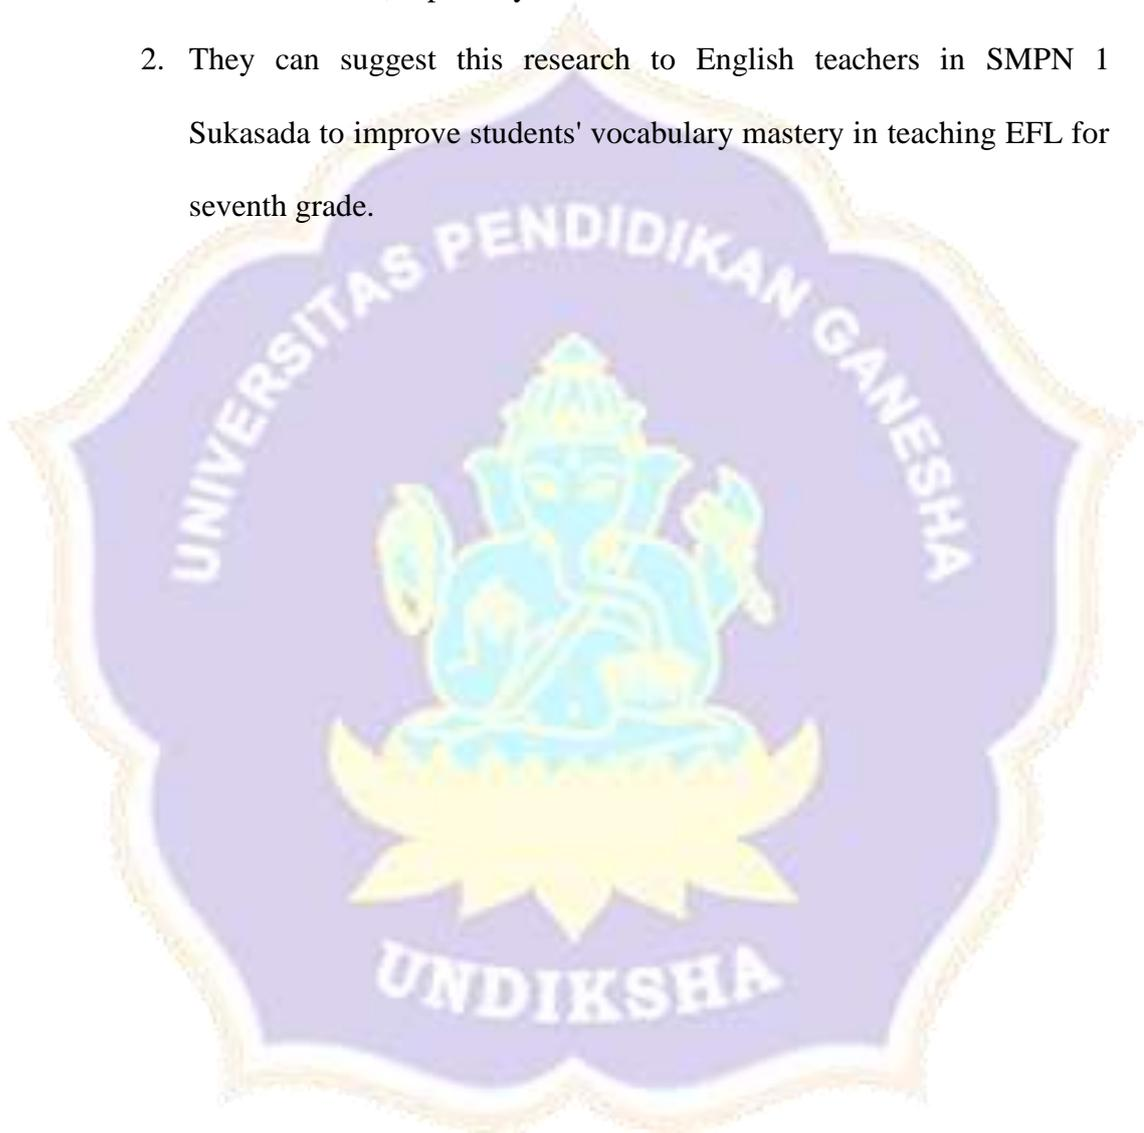 2. They can suggest this research to English teachers in SMPN 1
Sukasada to improve students' vocabulary mastery in teaching EFL for
seventh grade.
UNIVERSITAS PENDIDIKAN GANESHA
UNDIKSHA